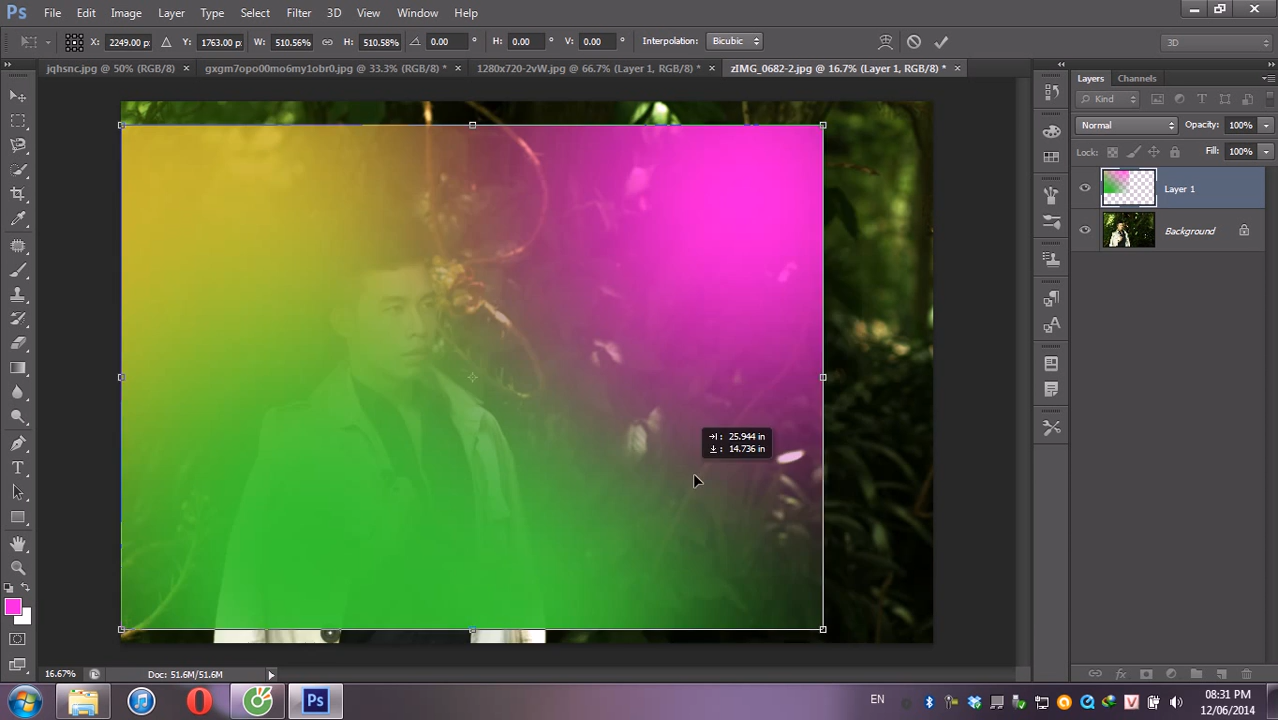 Ps File Edit Image Layer Type Select Filter 3D View Window Help
X: 2249.00 px Y: 1763.00 px W: 510.56% H: 510.58% 0.00 ° H: 0.00 ° V: 0.00 ° Interpolation: Bicubic 3D
jqhsnc.jpg @ 50% (RGB/8) × gxgm7opo00mo6my1obr0.jpg @ 33.3% (RGB/8) * × 1280x720-2vW.jpg @ 66.7% (Layer 1, RGB/8) * × zIMG_0682-2.jpg @ 16.7% (Layer 1, RGB/8) * ×
Layers Channels
Kind
Normal Opacity: 100%
Lock: Fill: 100%
Layer 1
Background
25.944 in
14.736 in
16.67% Doc: 51.6M/51.6M
Ps EN 08:31 PM
12/06/2014